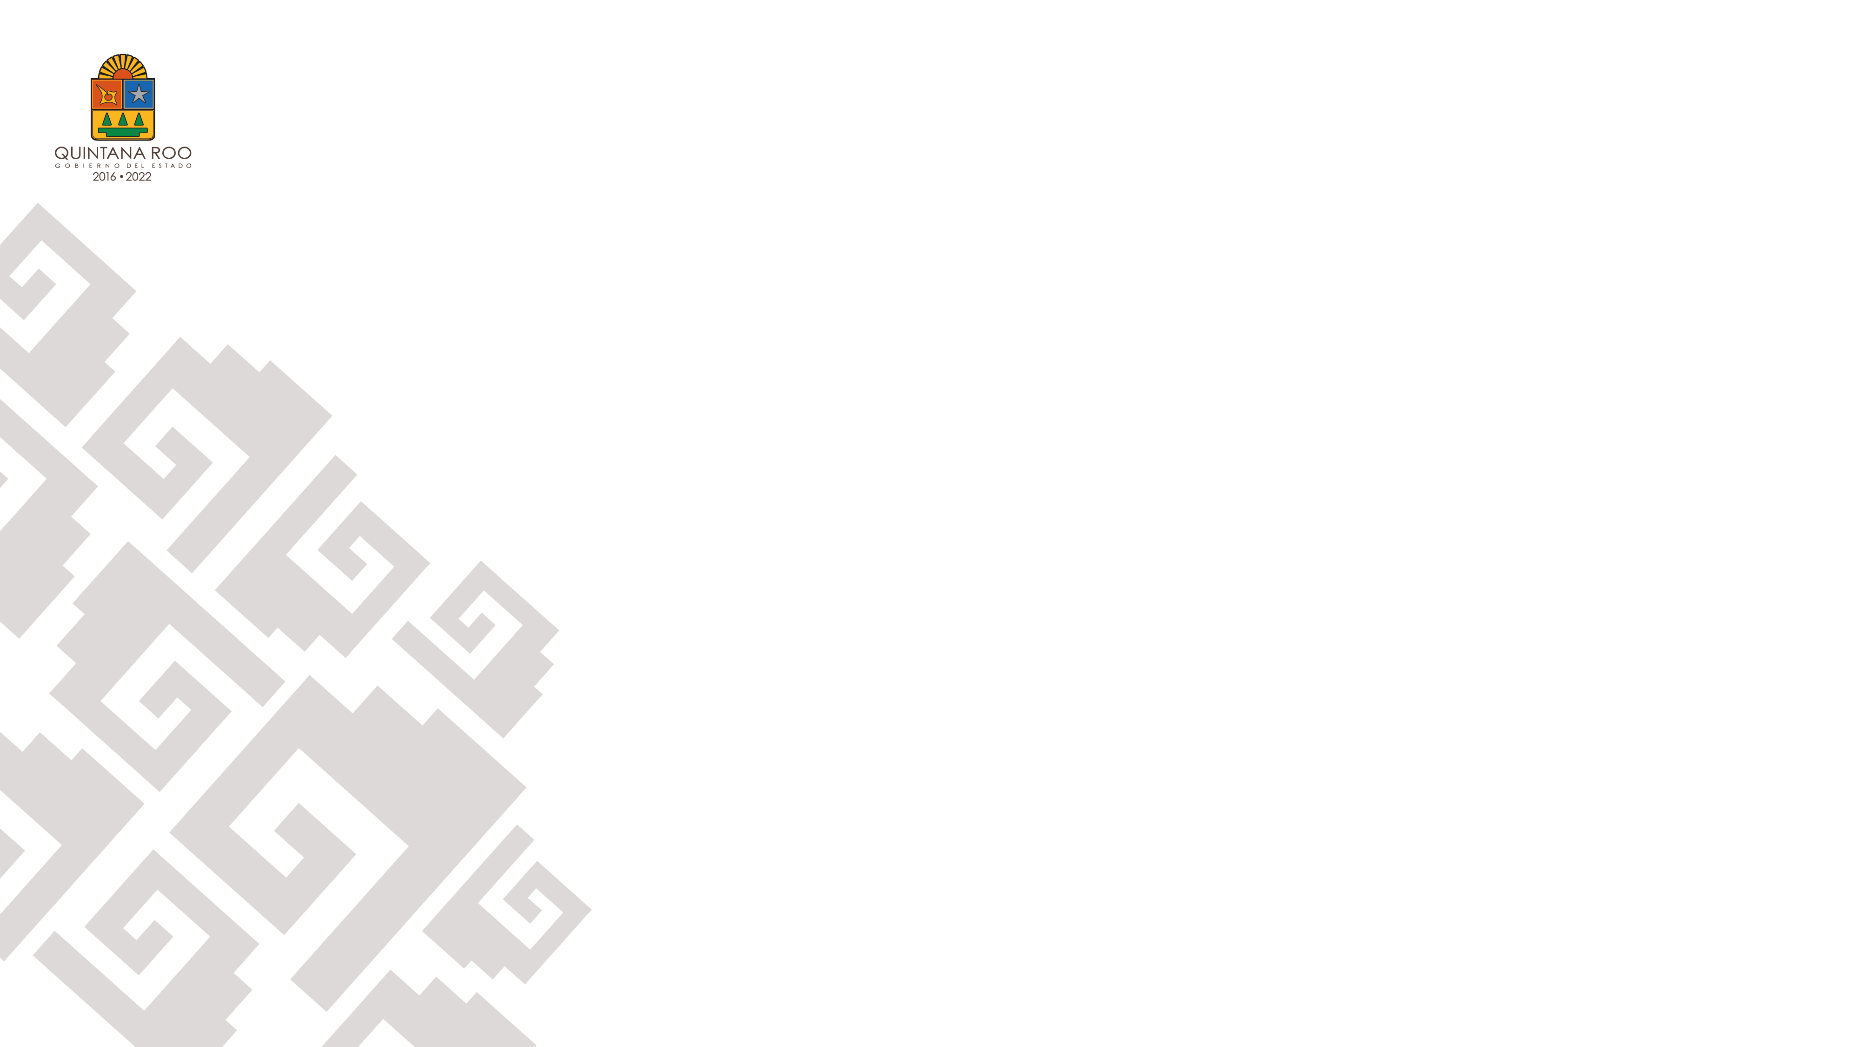 QUINTANA ROO
GOBIERNO DEL ESTADO
2016 • 2022